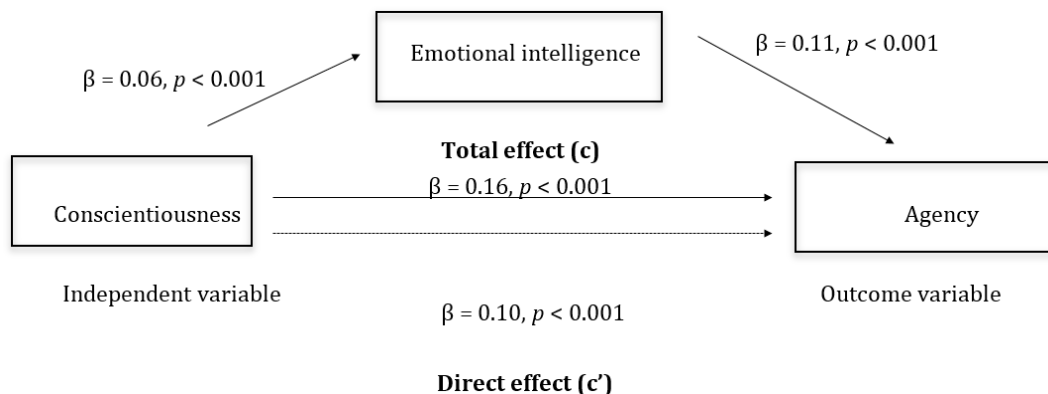 Emotional intelligence
β = 0.11, p < 0.001
β = 0.06, p < 0.001
Total effect (c)
β = 0.16, p < 0.001
Conscientiousness
Agency
Independent variable
Outcome variable
β = 0.10, p < 0.001
Direct effect (c’)